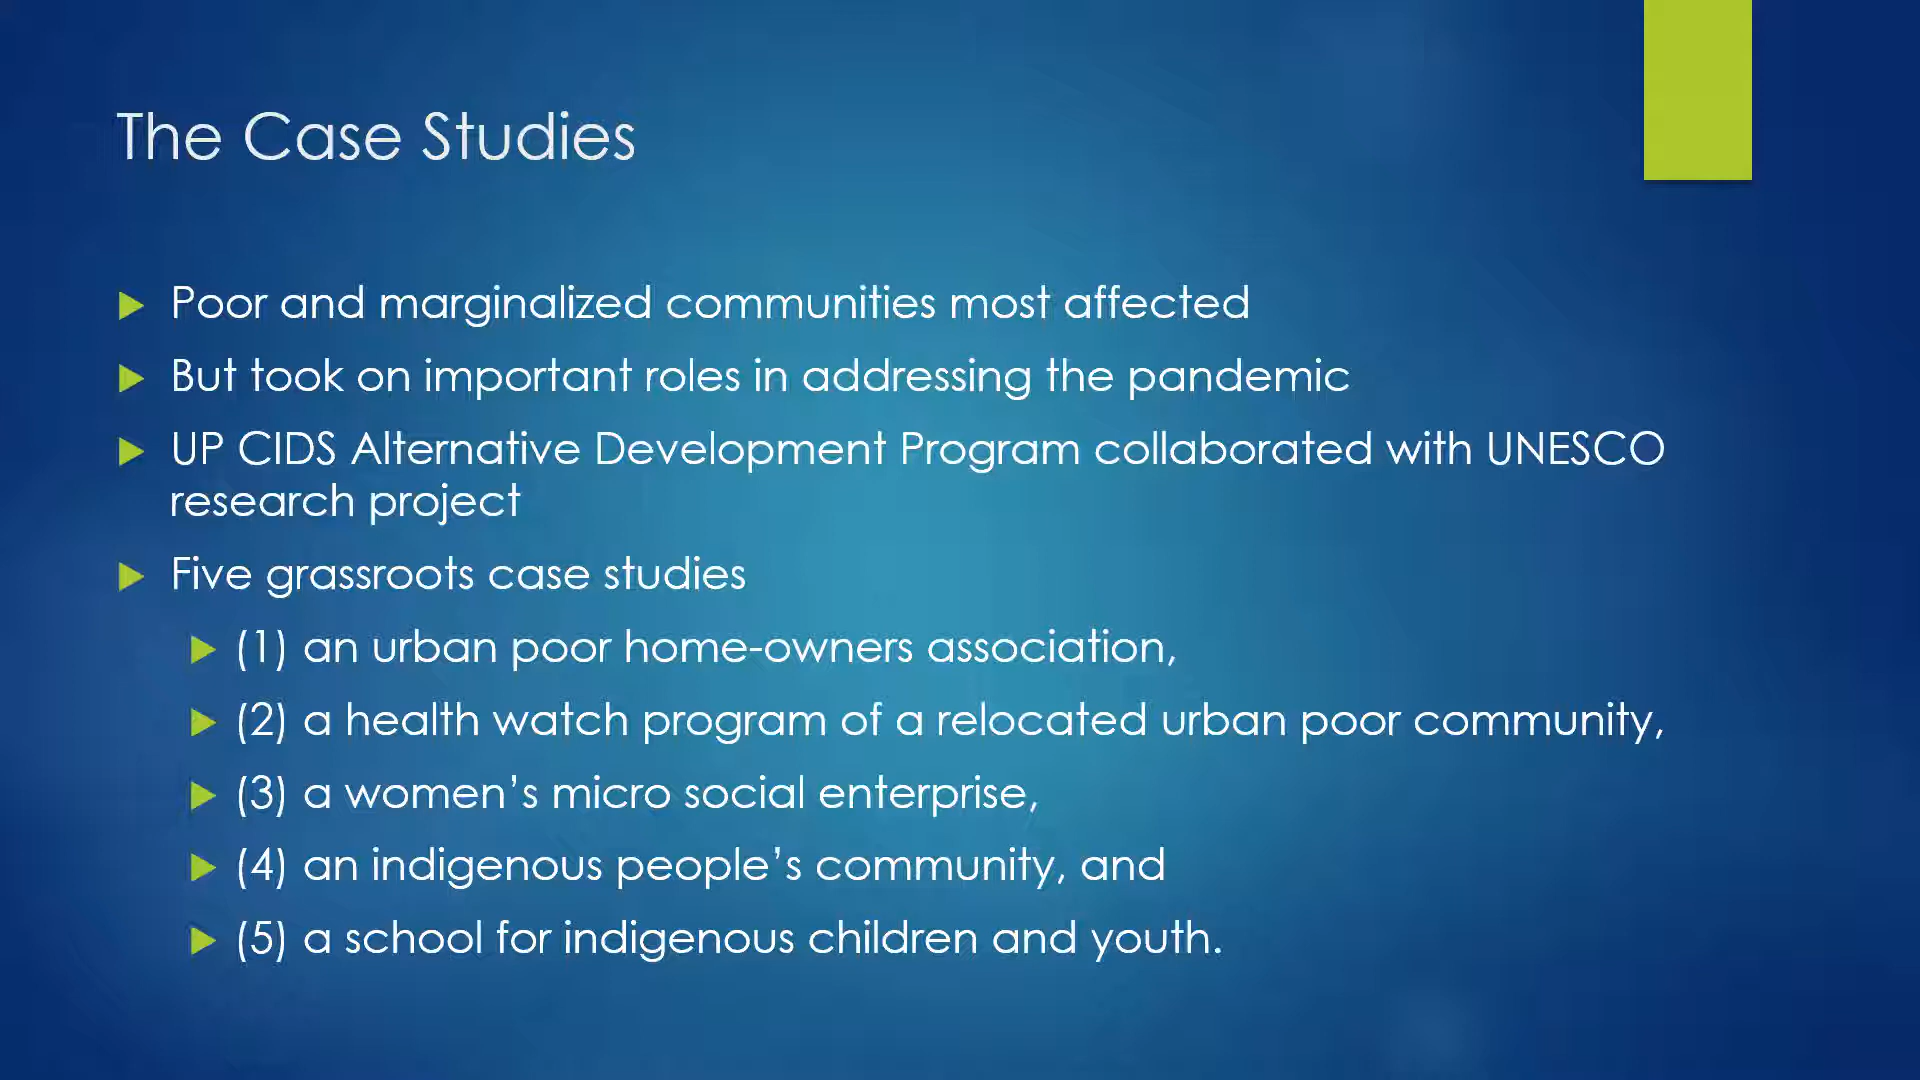 The Case Studies
Poor and marginalized communities most affected
But took on important roles in addressing the pandemic
UP CIDS Alternative Development Program collaborated with UNESCO
research project
Five grassroots case studies
(1) an urban poor home-owners association,
(2) a health watch program of a relocated urban poor community,
(3) a women’s micro social enterprise,
(4) an indigenous people’s community, and
(5) a school for indigenous children and youth.